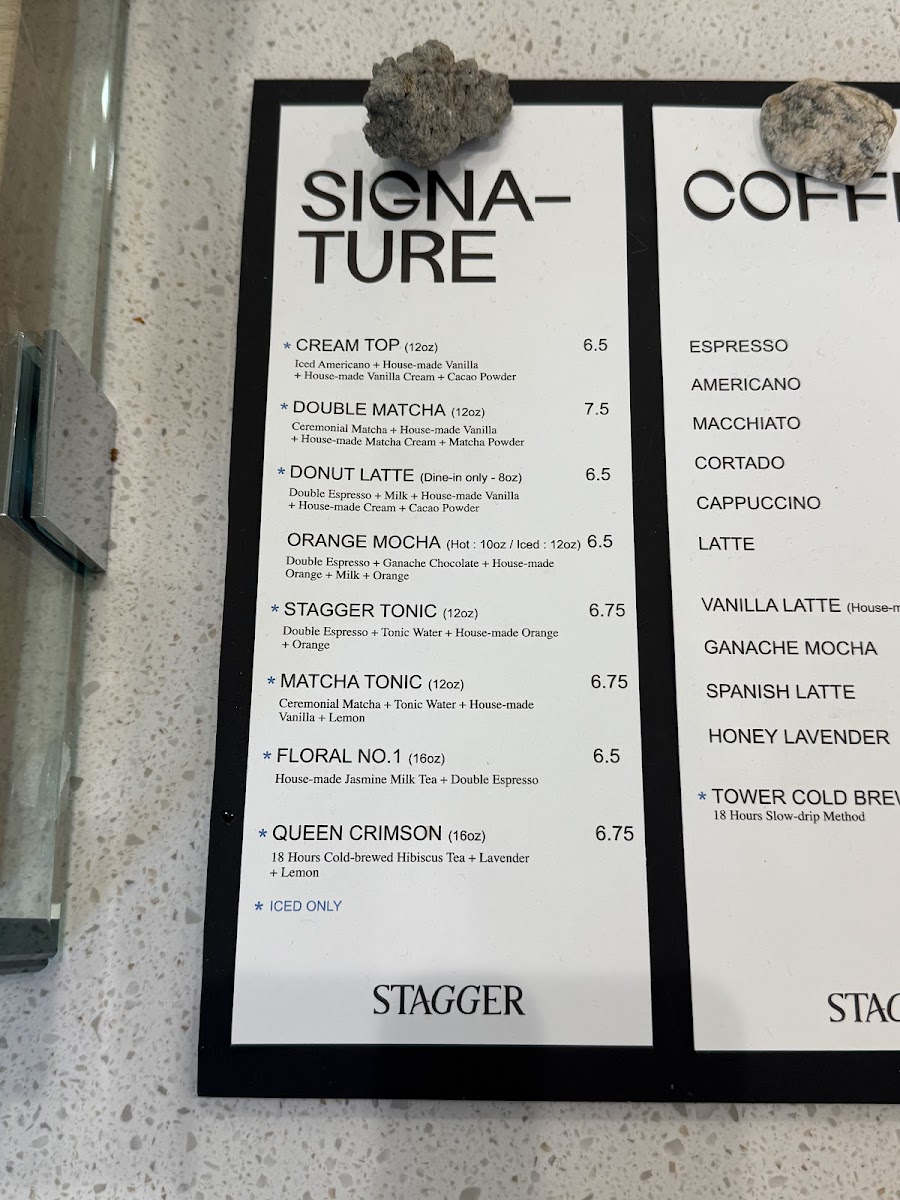 SIGNA-
TURE
* CREAM TOP (12oz) 6.5
Iced Americano + House-made Vanilla
+ House-made Vanilla Cream + Cacao Powder
* DOUBLE MATCHA (12oz) 7.5
Ceremonial Matcha + House-made Vanilla
+ House-made Matcha Cream + Matcha Powder
* DONUT LATTE (Dine-in only - 8oz) 6.5
Double Espresso + Milk + House-made Vanilla
+ House-made Cream + Cacao Powder
ORANGE MOCHA (Hot : 10oz / Iced : 12oz) 6.5
Double Espresso + Ganache Chocolate + House-made
Orange + Milk + Orange
* STAGGER TONIC (12oz) 6.75
Double Espresso + Tonic Water + House-made Orange
+ Orange
* MATCHA TONIC (12oz) 6.75
Ceremonial Matcha + Tonic Water + House-made
Vanilla + Lemon
* FLORAL NO.1 (16oz) 6.5
House-made Jasmine Milk Tea + Double Espresso
* QUEEN CRIMSON (16oz) 6.75
18 Hours Cold-brewed Hibiscus Tea + Lavender
+ Lemon
* ICED ONLY
STAGGER
COFF
ESPRESSO
AMERICANO
MACCHIATO
CORTADO
CAPPUCCINO
LATTE
VANILLA LATTE (House-m
GANACHE MOCHA
SPANISH LATTE
HONEY LAVENDER
* TOWER COLD BREW
18 Hours Slow-drip Method
STAG